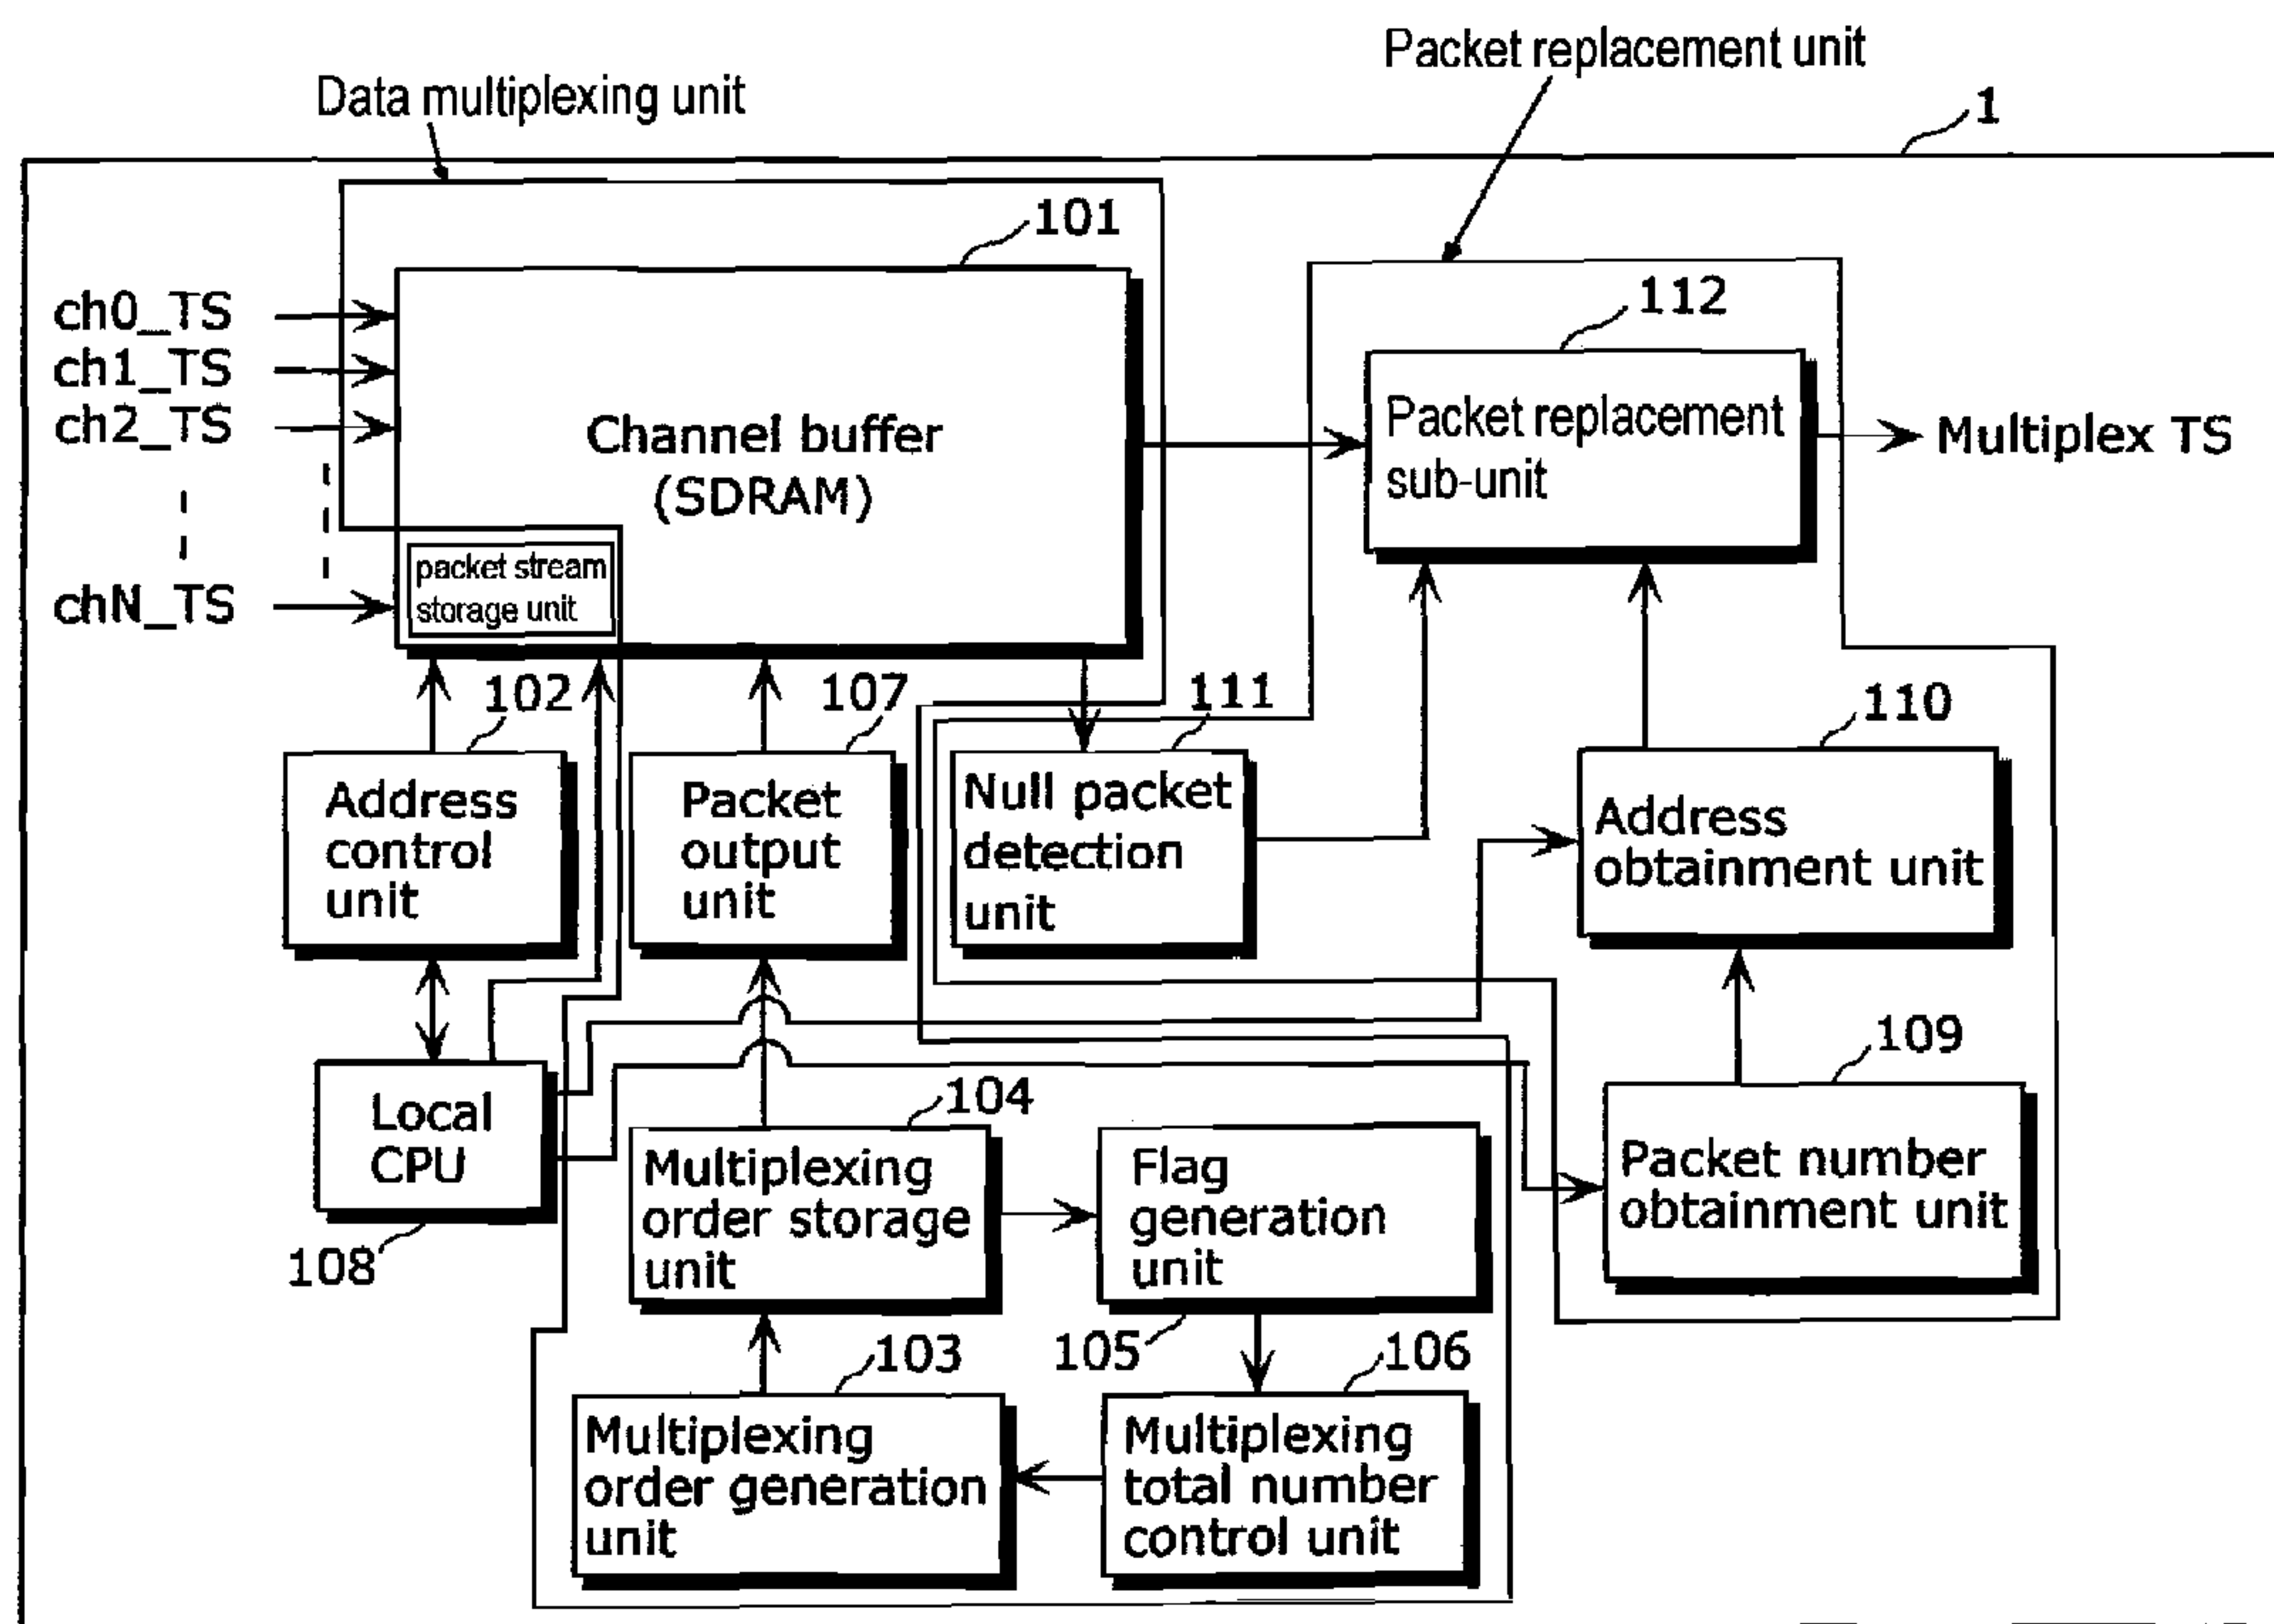 Packet replacement unit
Data multiplexing unit
1
101
ch0_TS
ch1_TS
ch2_TS
chN_TS
Channel buffer
(SDRAM)
packet stream
storage unit
112
Packet replacement
sub-unit
Multiplex TS
102
Address
control
unit
107
Packet
output
unit
111
Null packet
detection
unit
110
Address
obtainment unit
109
Packet number
obtainment unit
Local
CPU
108
104
Multiplexing
order storage
unit
Flag
generation
unit
105
103
Multiplexing
order generation
unit
106
Multiplexing
total number
control unit